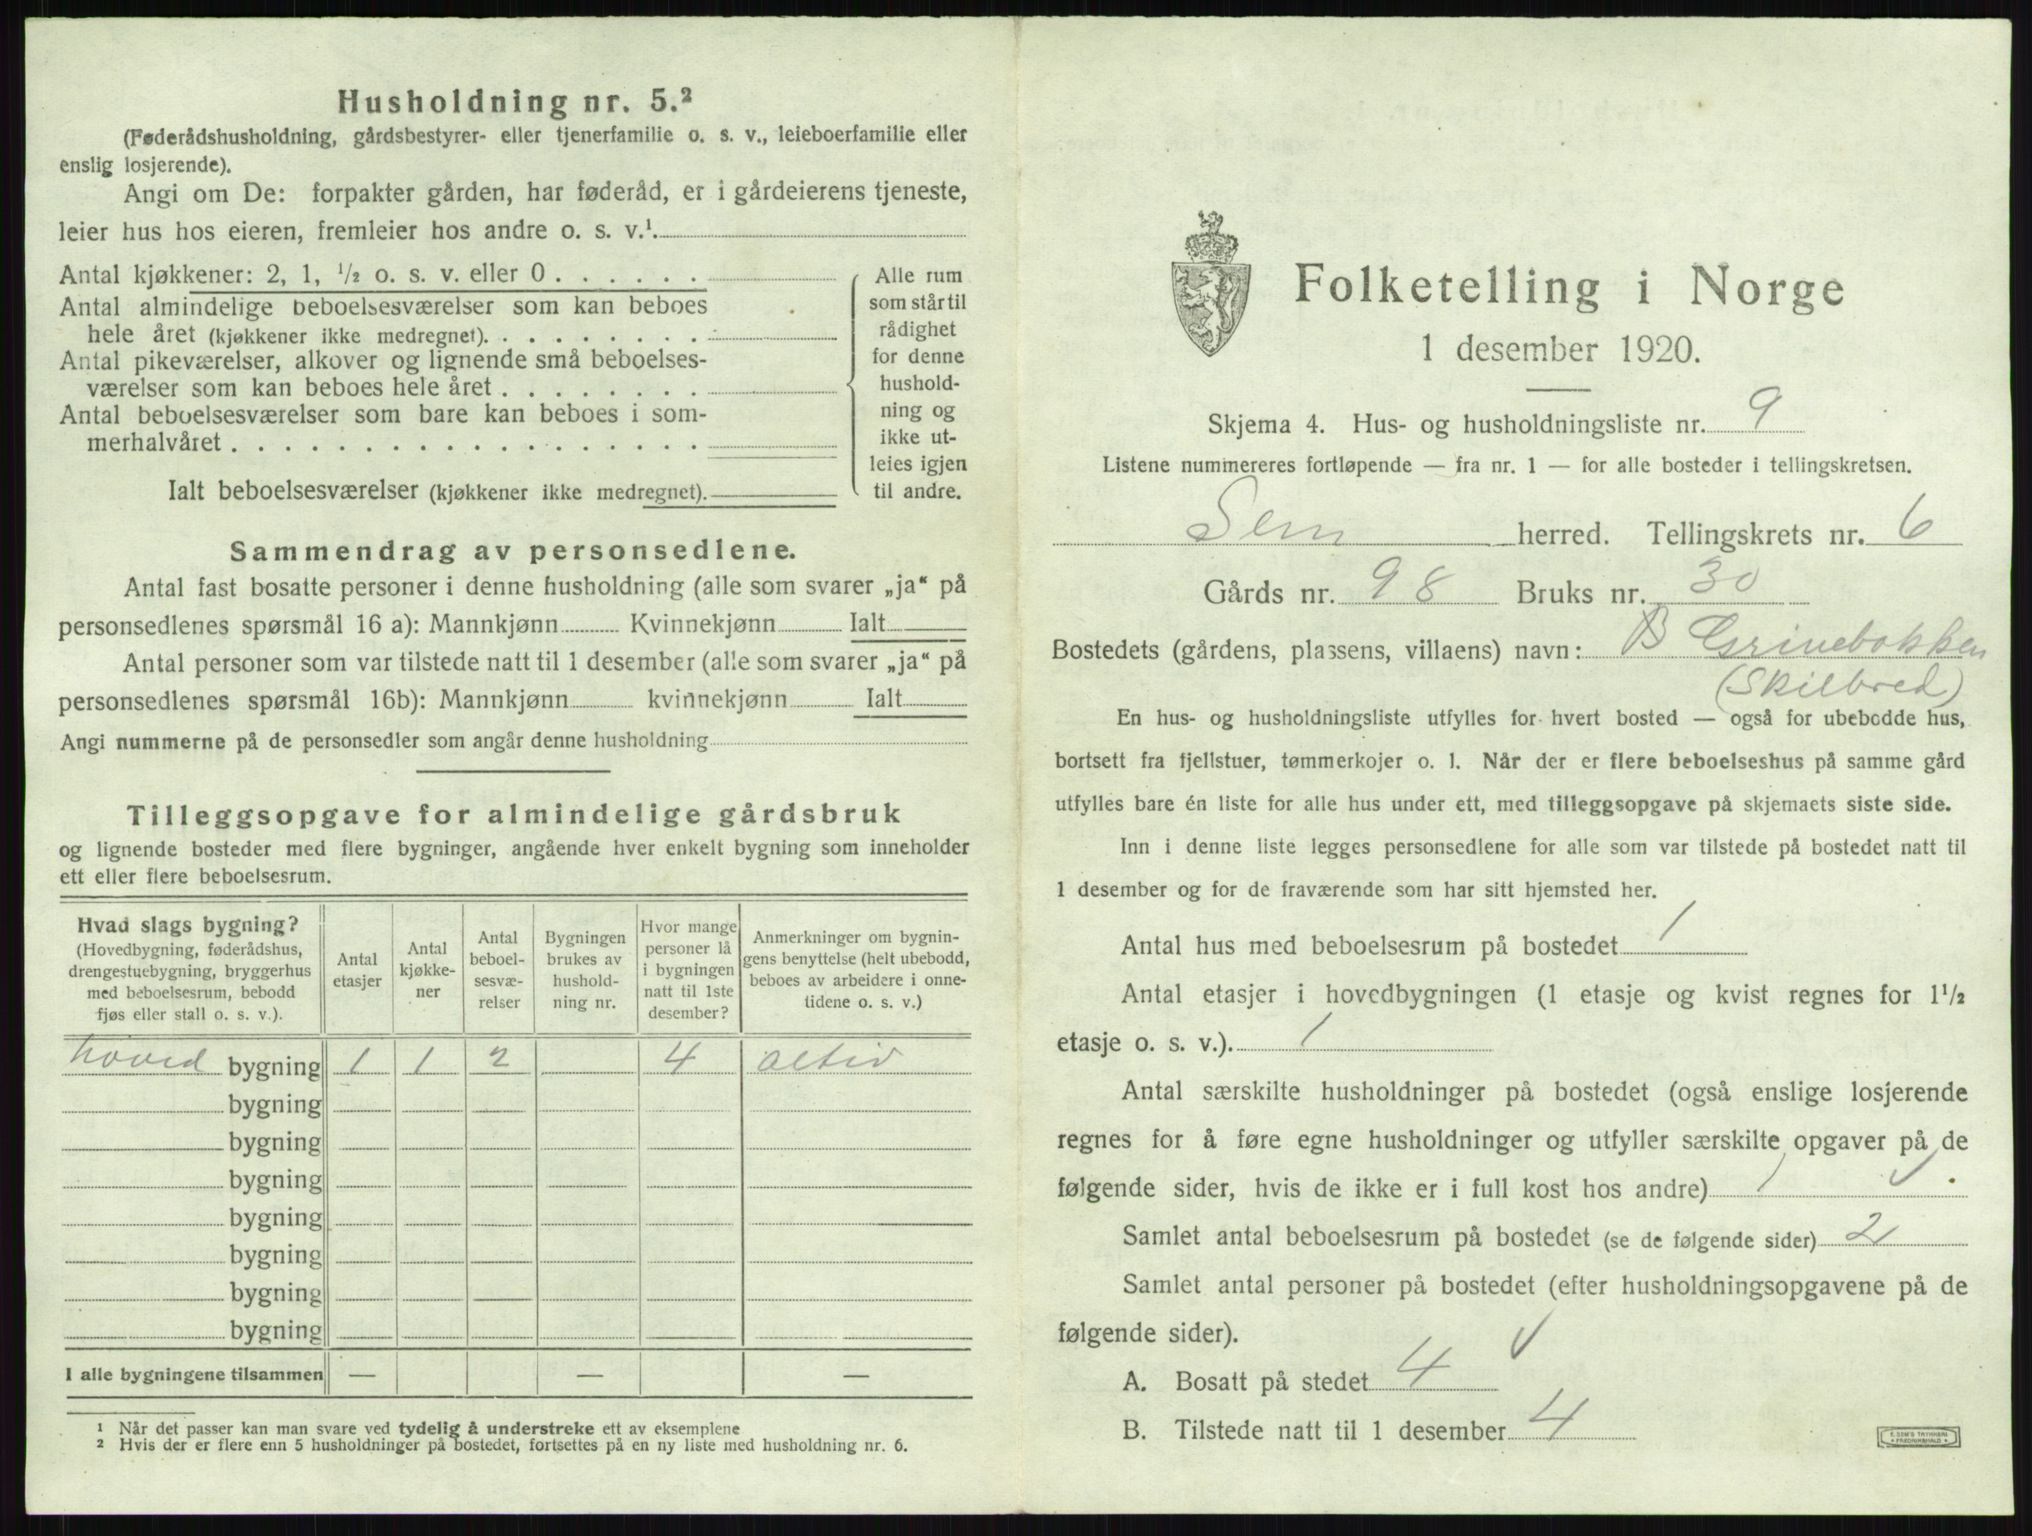 Husholdning nr. 5.²
(Føderådshusholdning, gårdsbestyrer- eller tjenerfamilie o. s. v., leieboerfamilie eller
enslig losjerende).
Angi om De: forpakter gården, har føderåd, er i gårdeierens tjeneste,
leier hus hos eieren, fremleier hos andre o. s. v.¹
Antal kjøkkener: 2, 1, ½ o. s. v. eller 0 . . . . . .
Antal almindelige beboelsesværelser som kan beboes
hele året (kjøkkener ikke medregnet). . . . . . . . .
Antal pikeværelser, alkover og lignende små beboelses-
værelser som kan beboes hele året . . . . . . . .
Antal beboelsesværelser som bare kan beboes i som-
merhalvåret . . . . . . . . . . . . . . . . . .
Ialt beboelsesværelser (kjøkkener ikke medregnet).
Alle rum
som står til
rådighet
for denne
hushold-
ning og
ikke ut-
leies igjen
til andre.
Sammendrag av personsedlene.
Antal fast bosatte personer i denne husholdning (alle som svarer „ja“ på
personsedlenes spørsmål 16 a): Mannkjønn Kvinnekjønn Ialt
Antal personer som var tilstede natt til 1 desember (alle som svarer „ja“ på
personsedlenes spørsmål 16b): Mannkjønn kvinnekjønn Ialt
Angi nummerne på de personsedler som angår denne husholdning
Tilleggsopgave for almindelige gårdsbruk
og lignende bosteder med flere bygninger, angående hver enkelt bygning som inneholder
ett eller flere beboelsesrum.
Hvad slags bygning?
(Hovedbygning, føderådshus,
drengestuebygning, bryggerhus
med beboelsesrum, bebodd
fjøs eller stall o. s. v.).
Antal
etasjer
Antal
kjøkke-
ner
Antal
beboel-
sesvæ-
relser
Bygningen
brukes av
hushold-
ning nr.
Hvor mange
personer lå
i bygningen
natt til 1ste
desember?
Anmerkninger om bygnin-
gens benyttelse (helt ubebodd,
beboes av arbeidere i onne-
tidene o. s. v.)
hoved bygning 1 1 2 4 altid
bygning
bygning
bygning
bygning
bygning
bygning
bygning
I alle bygningene tilsammen — — —
¹ Når det passer kan man svare ved tydelig å understreke ett av eksemplene
² Hvis der er flere enn 5 husholdninger på bostedet, fortsettes på en ny liste med husholdning nr. 6.
Folketelling i Norge
1 desember 1920.
Skjema 4. Hus- og husholdningsliste nr. 9
Listene nummereres fortløpende — fra nr. 1 — for alle bosteder i tellingskretsen.
Sem herred. Tellingskrets nr. 6
Gårds nr. 98 Bruks nr. 30
Bostedets (gårdens, plassens, villaens) navn: B Grinebakken
(Skilbred)
En hus- og husholdningsliste utfylles for hvert bosted — også for ubebodde hus,
bortsett fra fjellstuer, tømmerkojer o. l. Når der er flere beboelseshus på samme gård
utfylles bare én liste for alle hus under ett, med tilleggsopgave på skjemaets siste side.
Inn i denne liste legges personsedlene for alle som var tilstede på bostedet natt til
1 desember og for de fraværende som har sitt hjemsted her.
Antal hus med beboelsesrum på bostedet 1
Antal etasjer i hovedbygningen (1 etasje og kvist regnes for 1½
etasje o. s. v.). 1
Antal særskilte husholdninger på bostedet (også enslige losjerende
regnes for å føre egne husholdninger og utfyller særskilte opgaver på de
følgende sider, hvis de ikke er i full kost hos andre) 1
Samlet antal beboelsesrum på bostedet (se de følgende sider) 2
Samlet antal personer på bostedet (efter husholdningsopgavene på de
følgende sider).
A. Bosatt på stedet 4
B. Tilstede natt til 1 desember 4
E. SEM'S TRYKKERI
FREDRIKSHALD